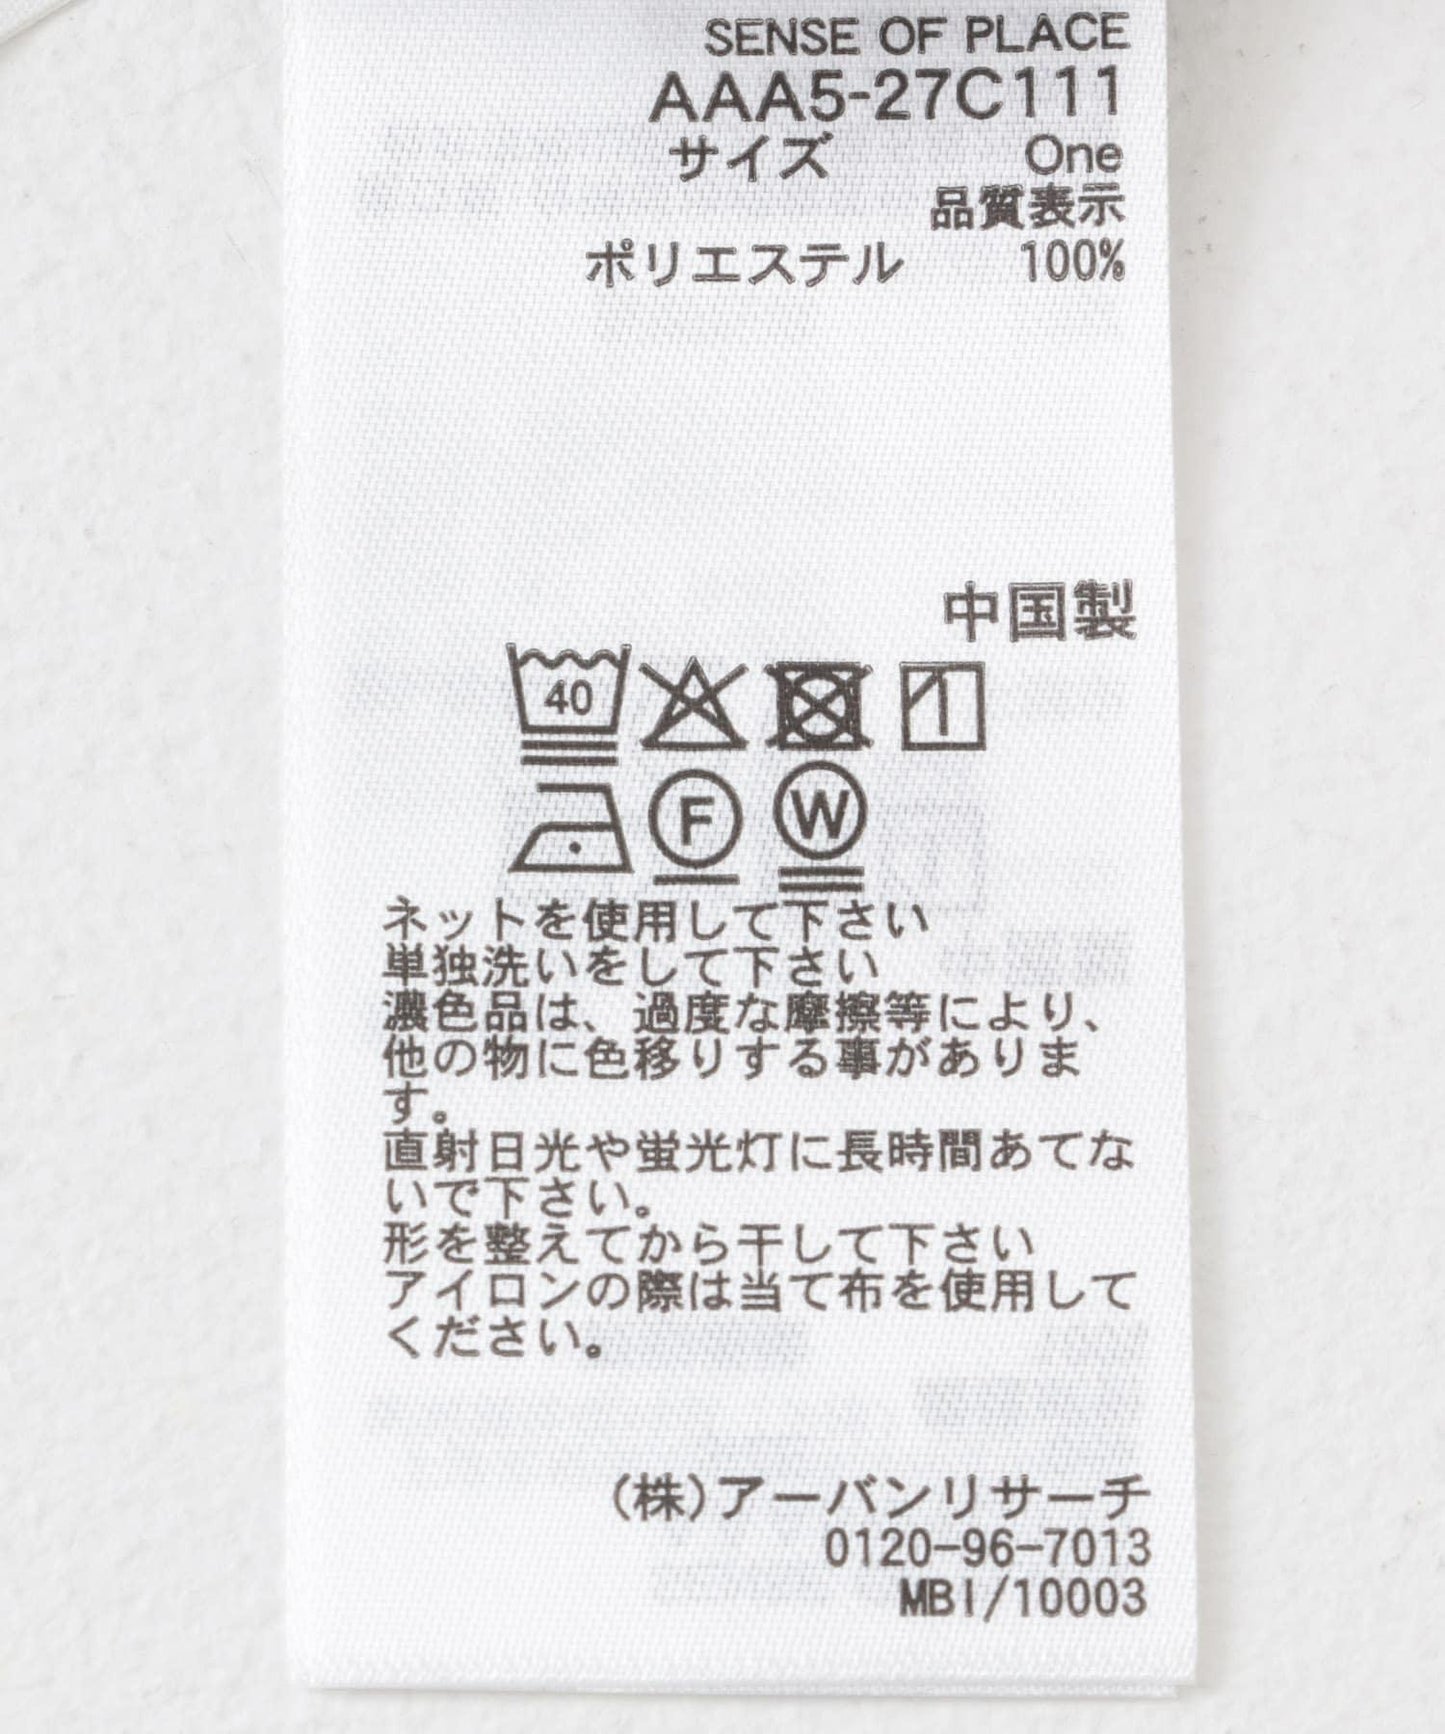 SENSE OF PLACE
AAA5-27C111
サイズ One
品質表示
ポリエステル 100%
中国製
40
F W
ネットを使用して下さい
単独洗いをして下さい
濃色品は、過度な摩擦等により、
他の物に色移りする事がありま
す。
直射日光や蛍光灯に長時間あてな
いで下さい。
形を整えてから干して下さい
アイロンの際は当て布を使用して
ください。
(株)アーバンリサーチ
0120-96-7013
MBI/10003